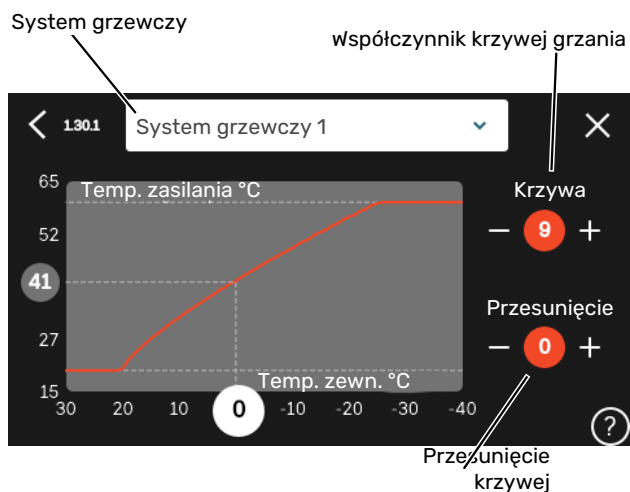 System grzewczy
Współczynnik krzywej grzania
1.30.1
System grzewczy 1
65
Temp. zasilania °C
52
41
27
15
Temp. zewn. °C
30 20 10 0 -10 -20 -30 -40
Krzywa
− 9 +
Przesunięcie
− 0 +
?
Przesunięcie
krzywej